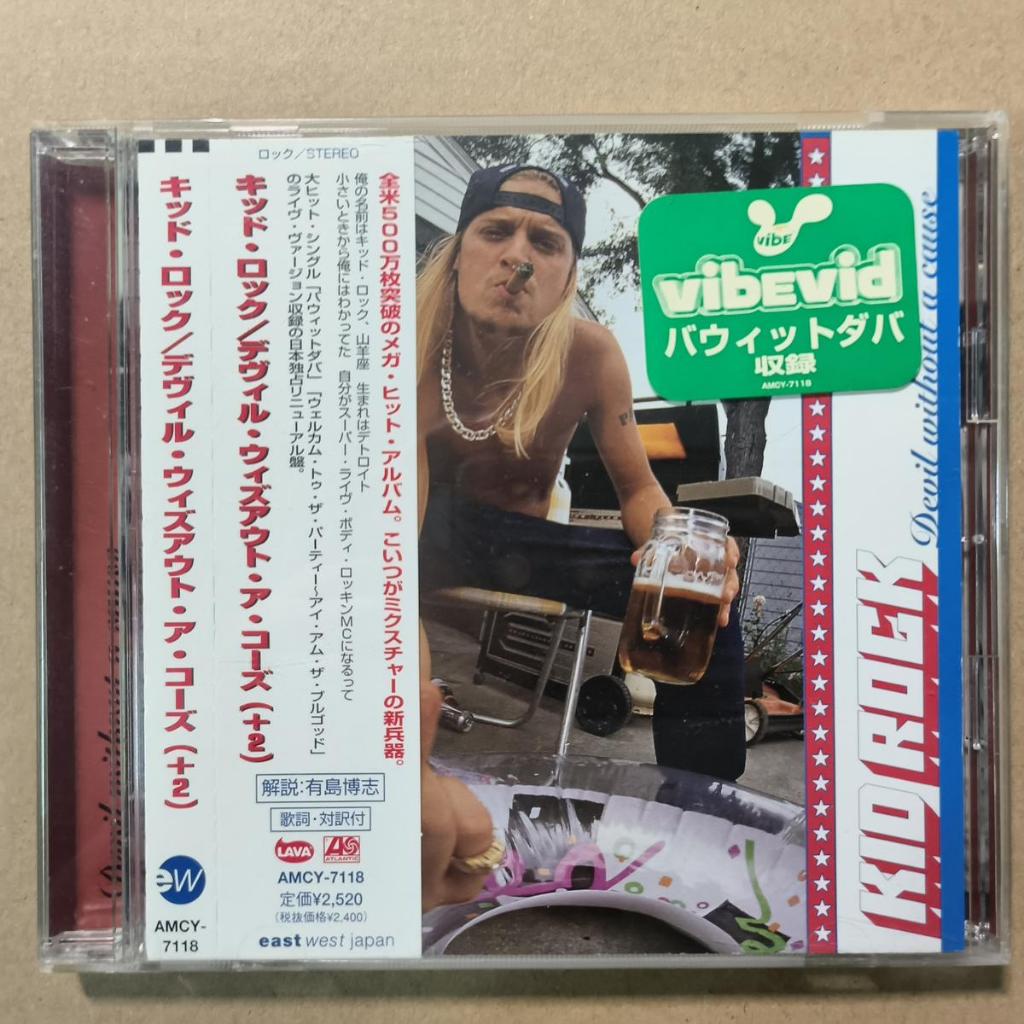 ロック／STEREO
全米500万枚突破のメガ・ヒット・アルバム。こいつがミクスチャーの新兵器。
俺の名前はキッド・ロック、山羊座 生まれはデトロイト
小さいときから俺にはわかってた 自分がスーパー・ライヴ・ボディ・ロッキンMCになるって
大ヒット・シングル「バウィットダバ」「ウェルカム・トゥ・ザ・パーティー〜アイ・アム・ザ・ブルゴッド」
のライヴ・ヴァージョン収録の日本独占リニューアル盤。
キッド・ロック／デヴィル・ウィズアウト・ア・コーズ（＋2）
キッド・ロック／デヴィル・ウィズアウト・ア・コーズ（＋2）
解説：有島博志
歌詞・対訳付
LAVA
ATLANTIC
AMCY-7118
定価¥2,520
（税抜価格¥2,400）
east west japan
ew
AMCY-
7118
ViBE
vibevid
バウィットダバ
収録
AMCY-7118
Devil without a cause
KID ROCK